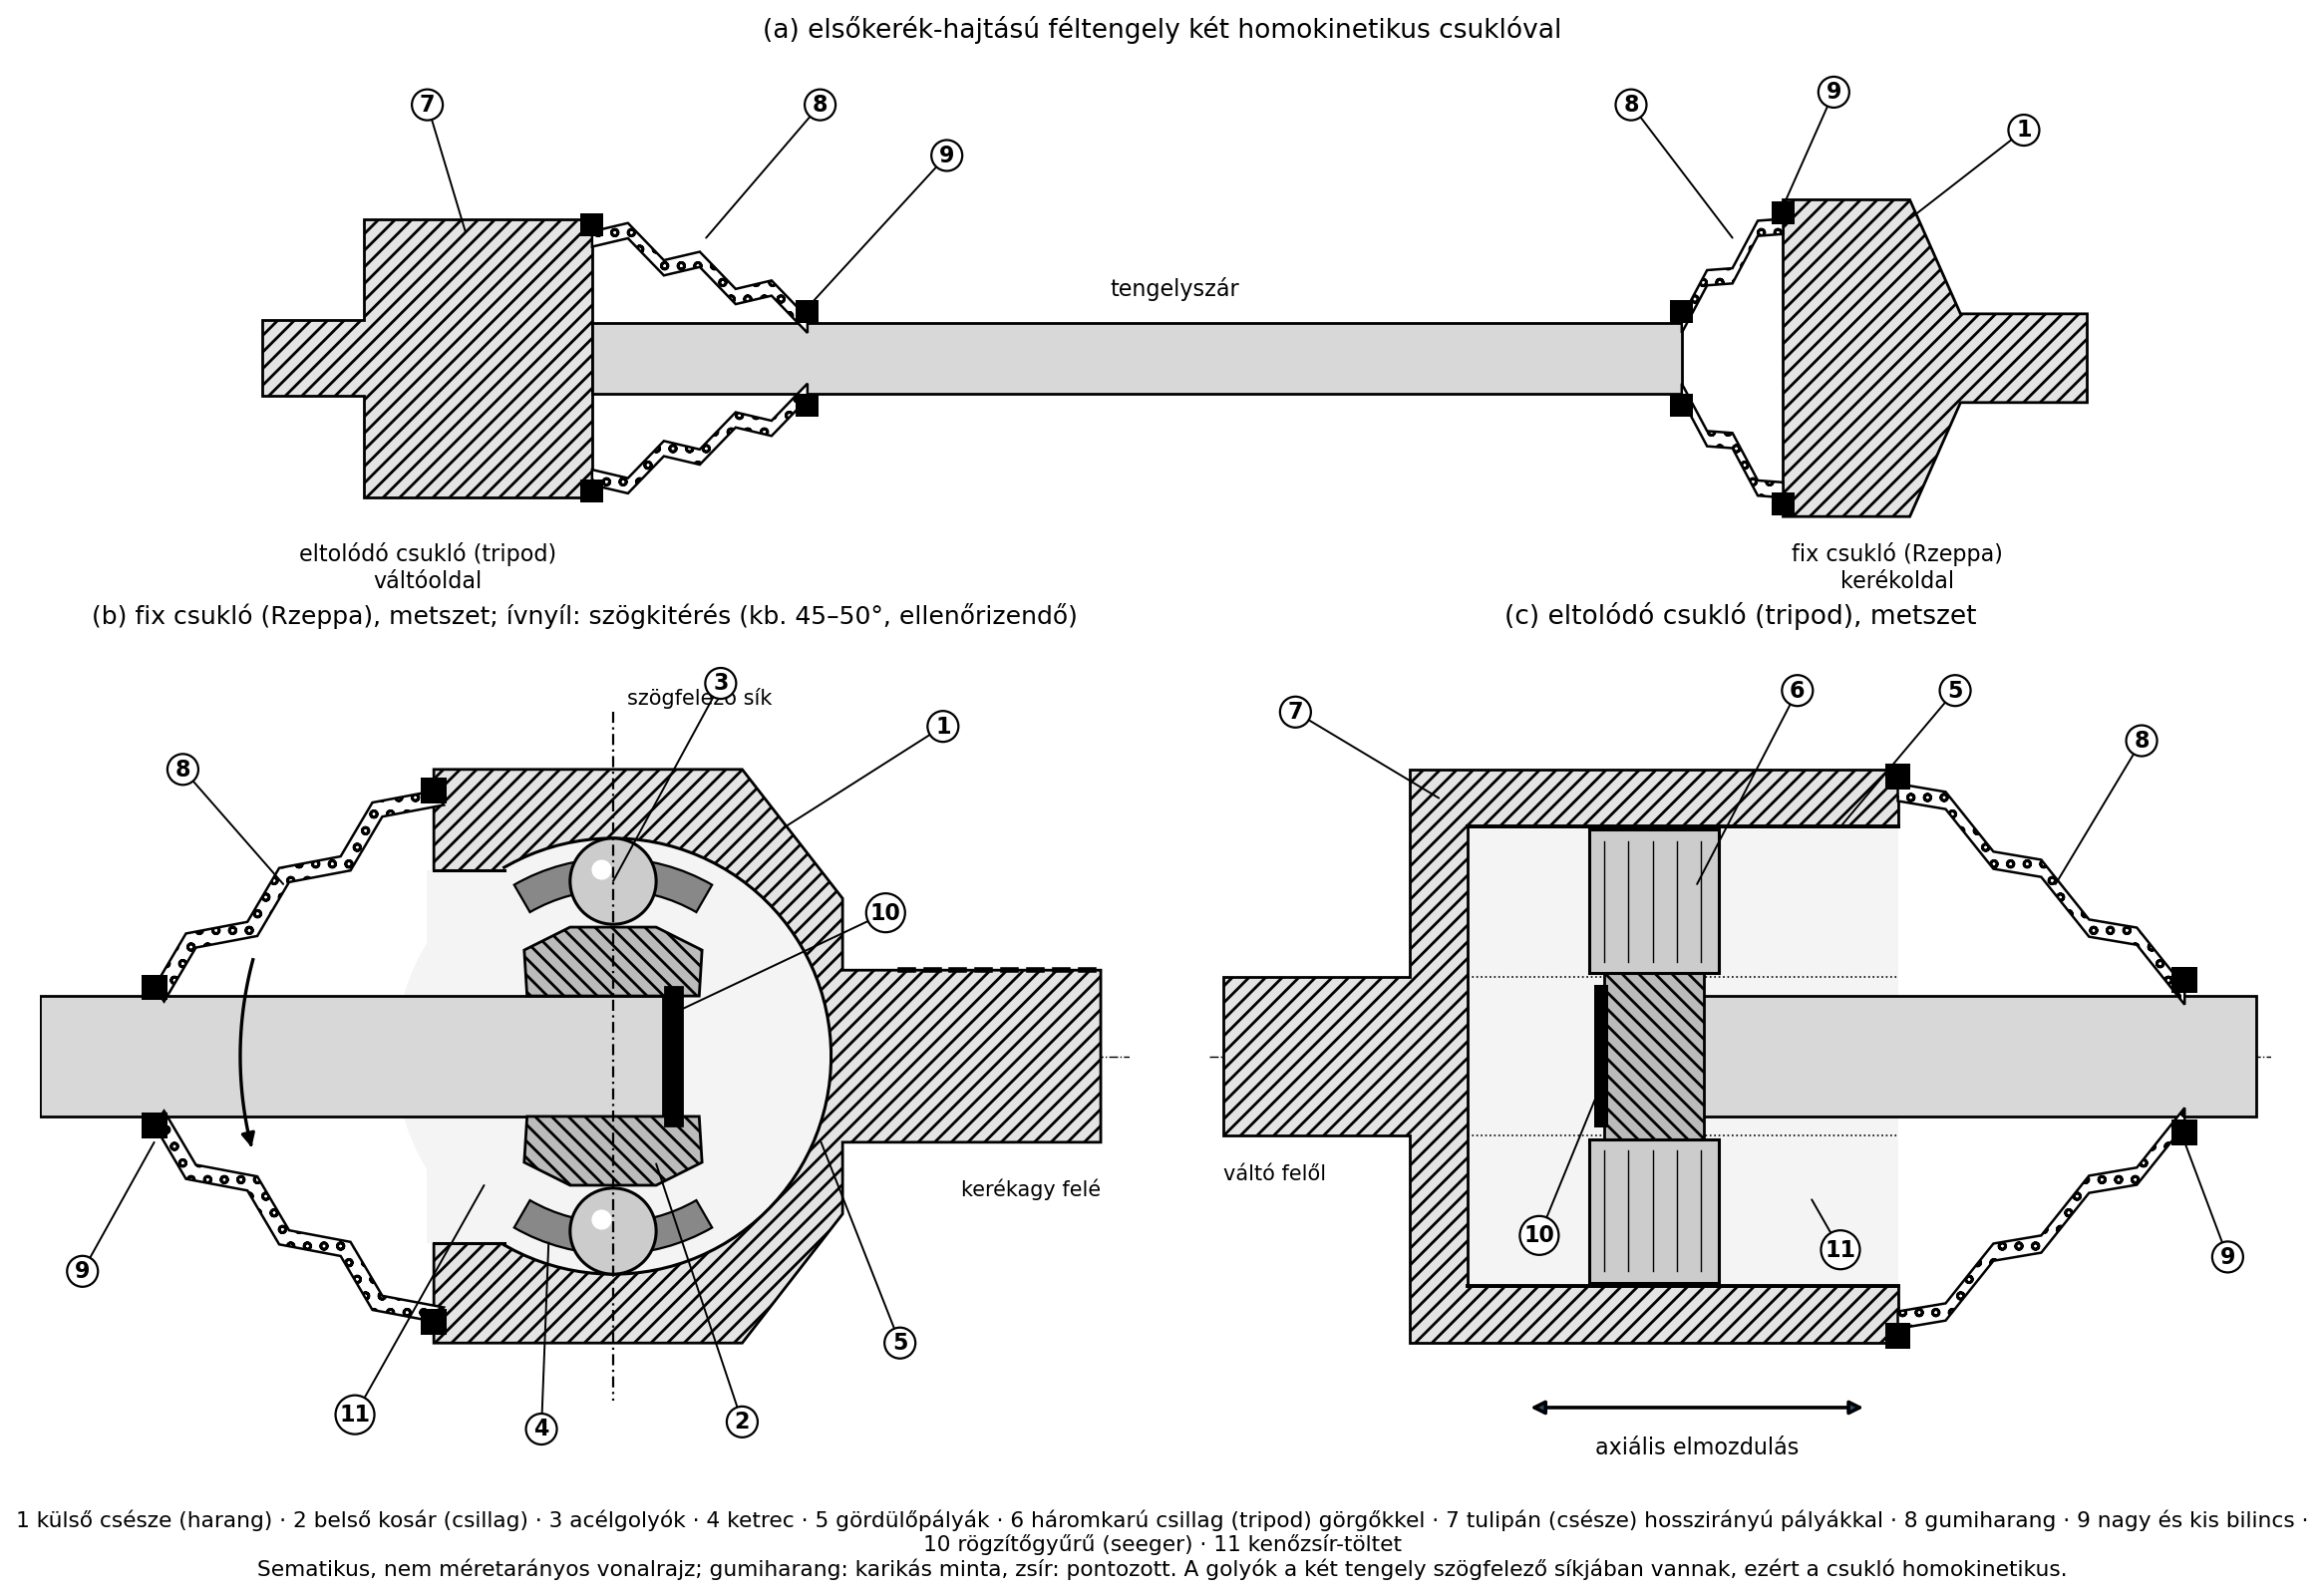 (a) elsőkerék-hajtású féltengely két homokinetikus csuklóval
7
8
9
8
9
1
tengelyszár
eltolódó csukló (tripod)
váltóoldal
fix csukló (Rzeppa)
kerékoldal
(b) fix csukló (Rzeppa), metszet; ívnyíl: szögkitérés (kb. 45–50°, ellenőrizendő)
(c) eltolódó csukló (tripod), metszet
3
szögfelező sík
1
8
10
kerékagy felé
9
5
11
4
2
7
6
5
8
váltó felől
10
11
9
axiális elmozdulás
1 külső csésze (harang) · 2 belső kosár (csillag) · 3 acélgolyók · 4 ketrec · 5 gördülőpályák · 6 háromkarú csillag (tripod) görgőkkel · 7 tulipán (csésze) hosszirányú pályákkal · 8 gumiharang · 9 nagy és kis bilincs ·
10 rögzítőgyűrű (seeger) · 11 kenőzsír-töltet
Sematikus, nem méretarányos vonalrajz; gumiharang: karikás minta, zsír: pontozott. A golyók a két tengely szögfelező síkjában vannak, ezért a csukló homokinetikus.